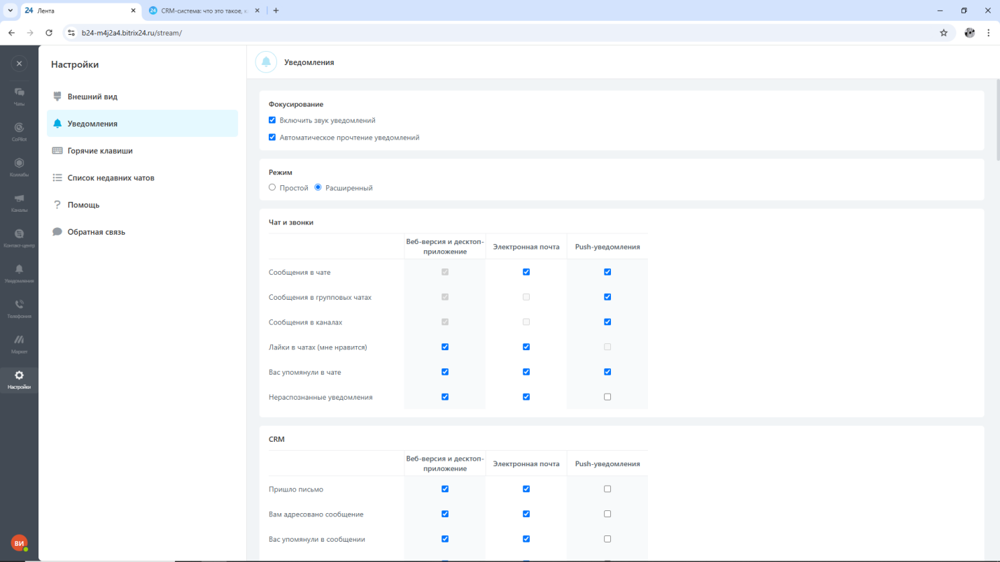 24 Лента
24 CRM-система: что это такое, к
b24-m4j2a4.bitrix24.ru/stream/
Чаты
CoPilot
Коллабы
Каналы
Контакт-центр
Уведомления
Телефония
Маркет
Настройки
ВИ
Настройки
Внешний вид
Уведомления
Горячие клавиши
Список недавних чатов
Помощь
Обратная связь
Уведомления
Фокусирование
Включить звук уведомлений
Автоматическое прочтение уведомлений
Режим
Простой Расширенный
Чат и звонки
Веб-версия и десктоп-
приложение
Электронная почта
Push-уведомления
Сообщения в чате
Сообщения в групповых чатах
Сообщения в каналах
Лайки в чатах (мне нравится)
Вас упомянули в чате
Нераспознанные уведомления
CRM
Веб-версия и десктоп-
приложение
Электронная почта
Push-уведомления
Пришло письмо
Вам адресовано сообщение
Вас упомянули в сообщении